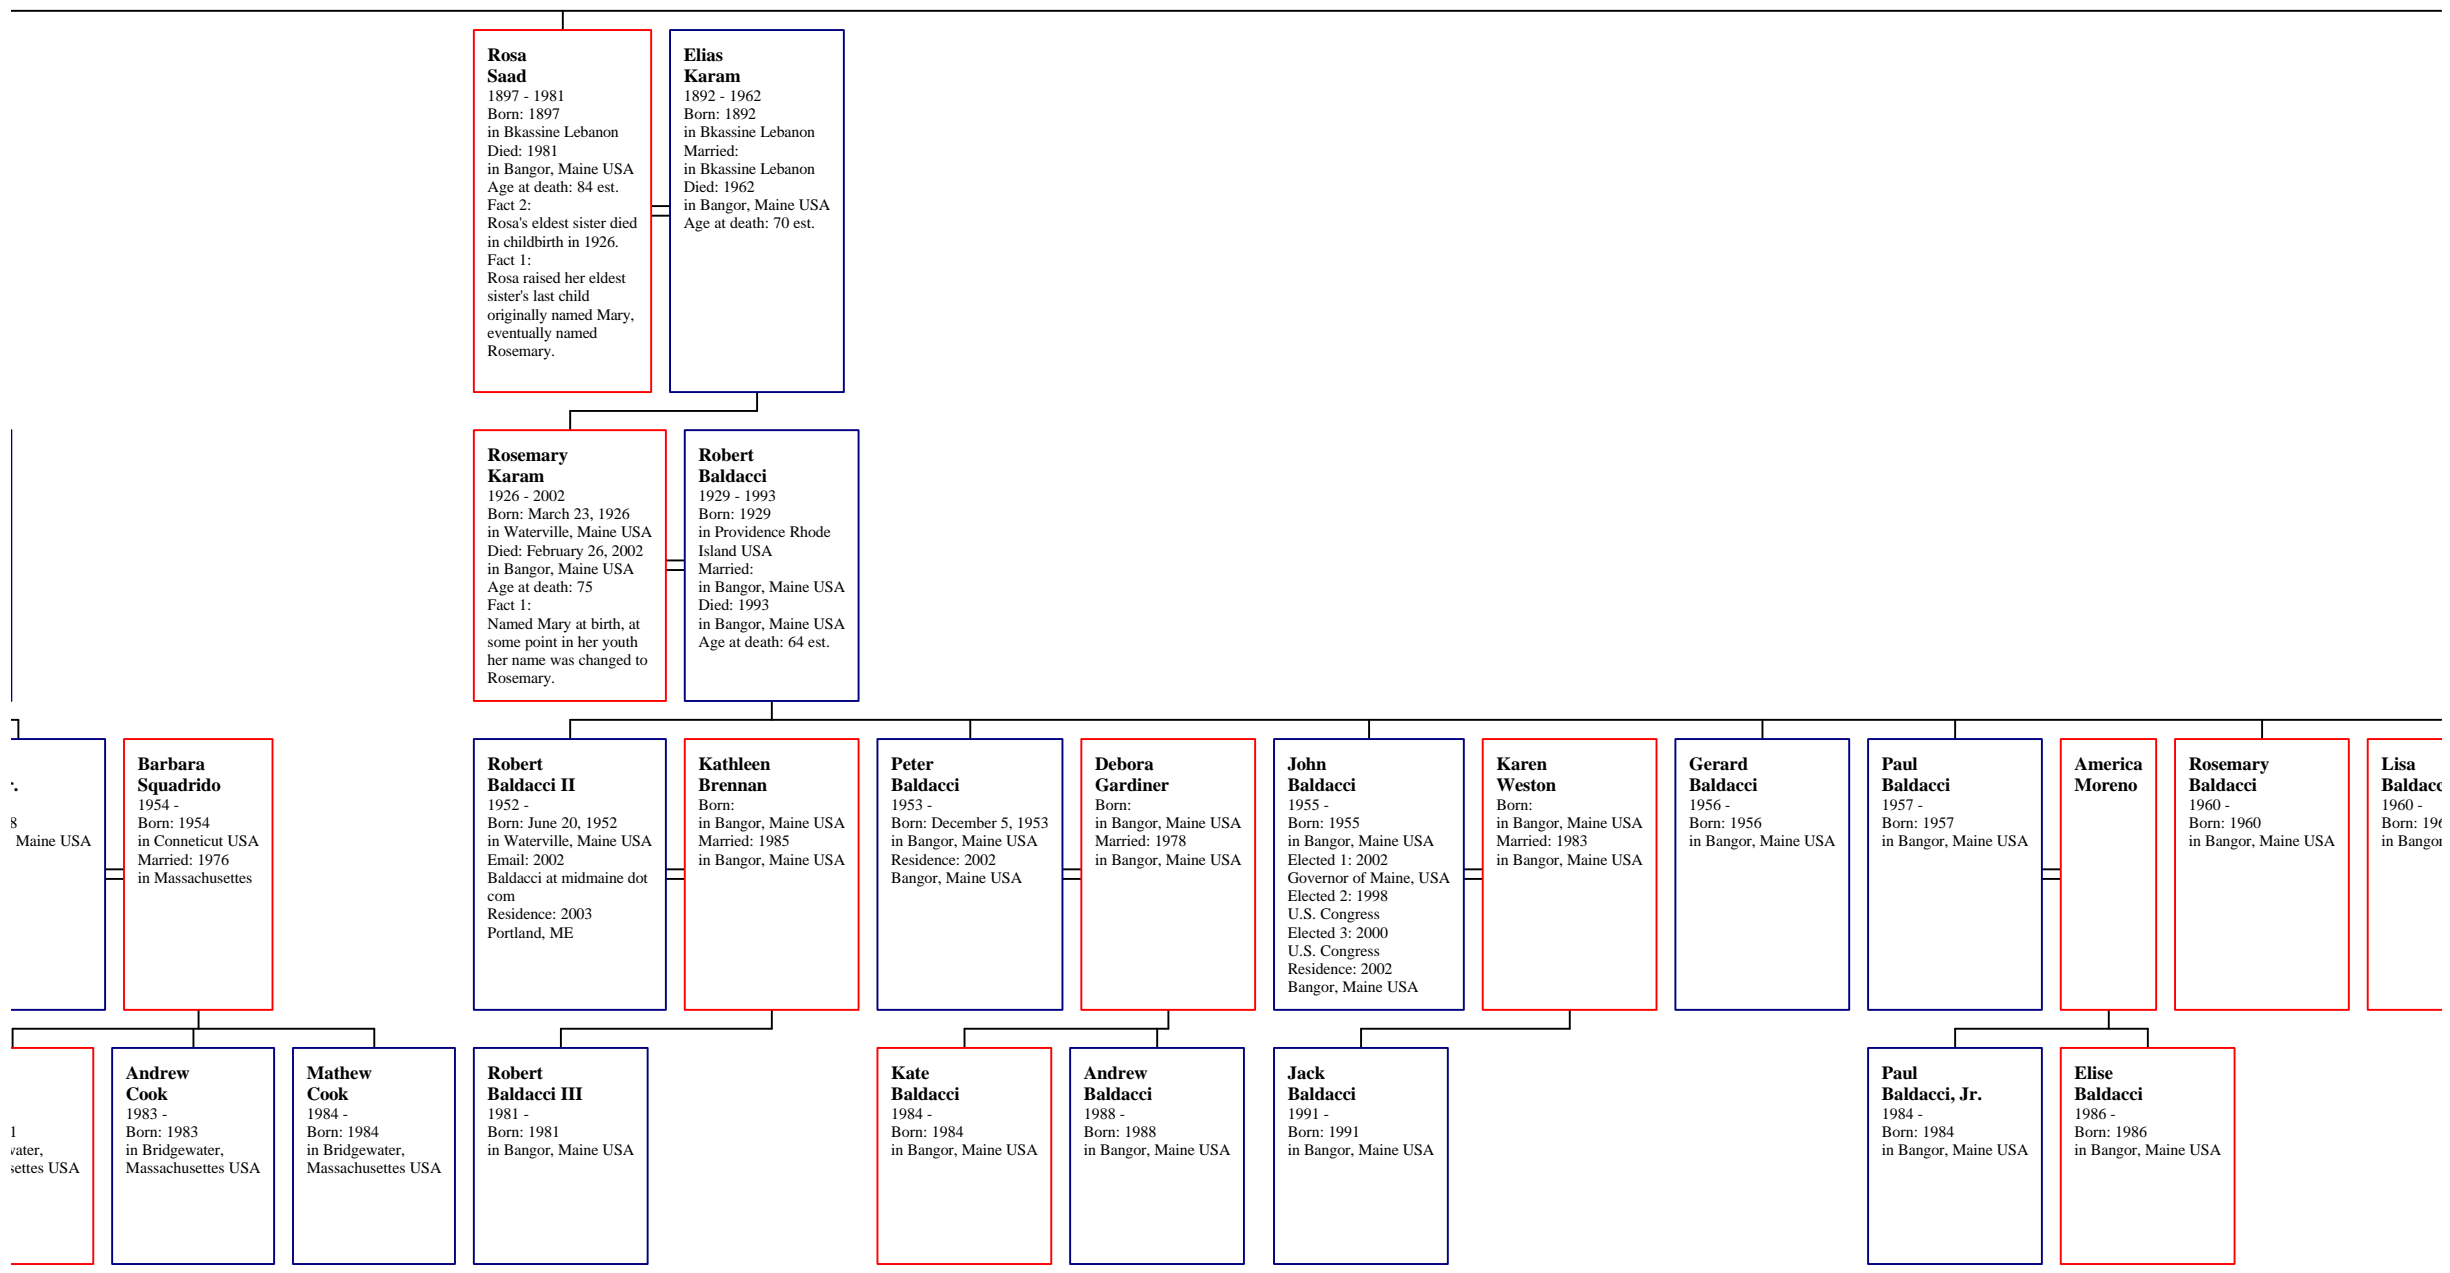 Rosa
Saad
1897 - 1981
Born: 1897
in Bkassine Lebanon
Died: 1981
in Bangor, Maine USA
Age at death: 84 est.
Fact 2:
Rosa's eldest sister died
in childbirth in 1926.
Fact 1:
Rosa raised her eldest
sister's last child
originally named Mary,
eventually named
Rosemary.
Elias
Karam
1892 - 1962
Born: 1892
in Bkassine Lebanon
Married:
in Bkassine Lebanon
Died: 1962
in Bangor, Maine USA
Age at death: 70 est.
Rosemary
Karam
1926 - 2002
Born: March 23, 1926
in Waterville, Maine USA
Died: February 26, 2002
in Bangor, Maine USA
Age at death: 75
Fact 1:
Named Mary at birth, at
some point in her youth
her name was changed to
Rosemary.
Robert
Baldacci
1929 - 1993
Born: 1929
in Providence Rhode
Island USA
Married:
in Bangor, Maine USA
Died: 1993
in Bangor, Maine USA
Age at death: 64 est.
r.
8
Maine USA
Barbara
Squadrido
1954 -
Born: 1954
in Conneticut USA
Married: 1976
in Massachusettes
Robert
Baldacci II
1952 -
Born: June 20, 1952
in Waterville, Maine USA
Email: 2002
Baldacci at midmaine dot
com
Residence: 2003
Portland, ME
Kathleen
Brennan
Born:
in Bangor, Maine USA
Married: 1985
in Bangor, Maine USA
Peter
Baldacci
1953 -
Born: December 5, 1953
in Bangor, Maine USA
Residence: 2002
Bangor, Maine USA
Debora
Gardiner
Born:
in Bangor, Maine USA
Married: 1978
in Bangor, Maine USA
John
Baldacci
1955 -
Born: 1955
in Bangor, Maine USA
Elected 1: 2002
Governor of Maine, USA
Elected 2: 1998
U.S. Congress
Elected 3: 2000
U.S. Congress
Residence: 2002
Bangor, Maine USA
Karen
Weston
Born:
in Bangor, Maine USA
Married: 1983
in Bangor, Maine USA
Gerard
Baldacci
1956 -
Born: 1956
in Bangor, Maine USA
Paul
Baldacci
1957 -
Born: 1957
in Bangor, Maine USA
America
Moreno
Rosemary
Baldacci
1960 -
Born: 1960
in Bangor, Maine USA
Lisa
Baldacc
1960 -
Born: 196
in Bangor
1
water,
settes USA
Andrew
Cook
1983 -
Born: 1983
in Bridgewater,
Massachusettes USA
Mathew
Cook
1984 -
Born: 1984
in Bridgewater,
Massachusettes USA
Robert
Baldacci III
1981 -
Born: 1981
in Bangor, Maine USA
Kate
Baldacci
1984 -
Born: 1984
in Bangor, Maine USA
Andrew
Baldacci
1988 -
Born: 1988
in Bangor, Maine USA
Jack
Baldacci
1991 -
Born: 1991
in Bangor, Maine USA
Paul
Baldacci, Jr.
1984 -
Born: 1984
in Bangor, Maine USA
Elise
Baldacci
1986 -
Born: 1986
in Bangor, Maine USA